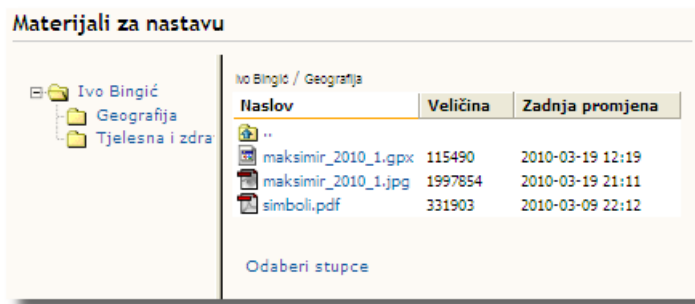 Materijali za nastavu
Ivo Bingić
Geografija
Tjelesna i zdra
Ivo Bingić / Geografija
Naslov Veličina Zadnja promjena
..
maksimir_2010_1.gpx 115490 2010-03-19 12:19
maksimir_2010_1.jpg 1997854 2010-03-19 21:11
simboli.pdf 331903 2010-03-09 22:12
Odaberi stupce